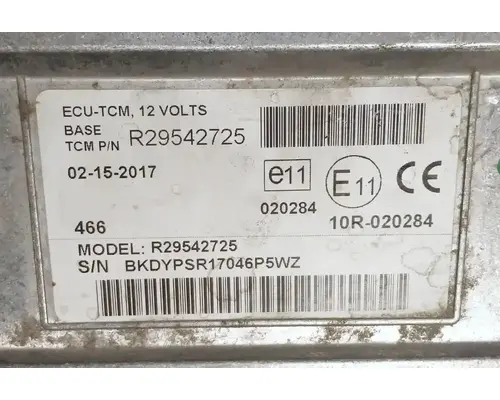 ECU-TCM, 12 VOLTS
BASE
TCM P/N R29542725
02-15-2017
e11
E11
CE
020284
10R-020284
466
MODEL: R29542725
S/N BKDYPSR17046P5WZ